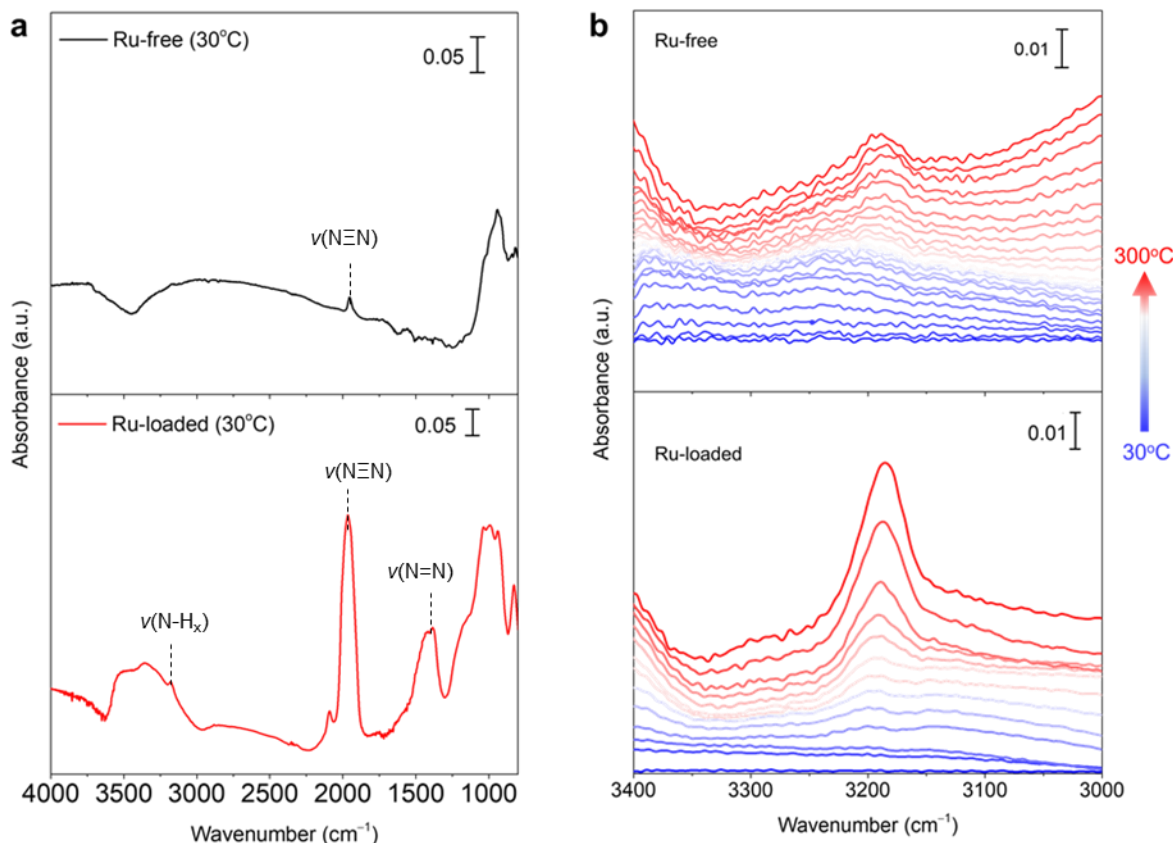 a
Ru-free (30°C)
0.05
ν(NΞN)
Ru-loaded (30°C)
0.05
ν(NΞN)
ν(N=N)
ν(N-Hₓ)
Absorbance (a.u.)
4000 3500 3000 2500 2000 1500 1000
Wavenumber (cm⁻¹)
b
Ru-free
0.01
Ru-loaded
0.01
Absorbance (a.u.)
3400 3300 3200 3100 3000
Wavenumber (cm⁻¹)
300°C
30°C